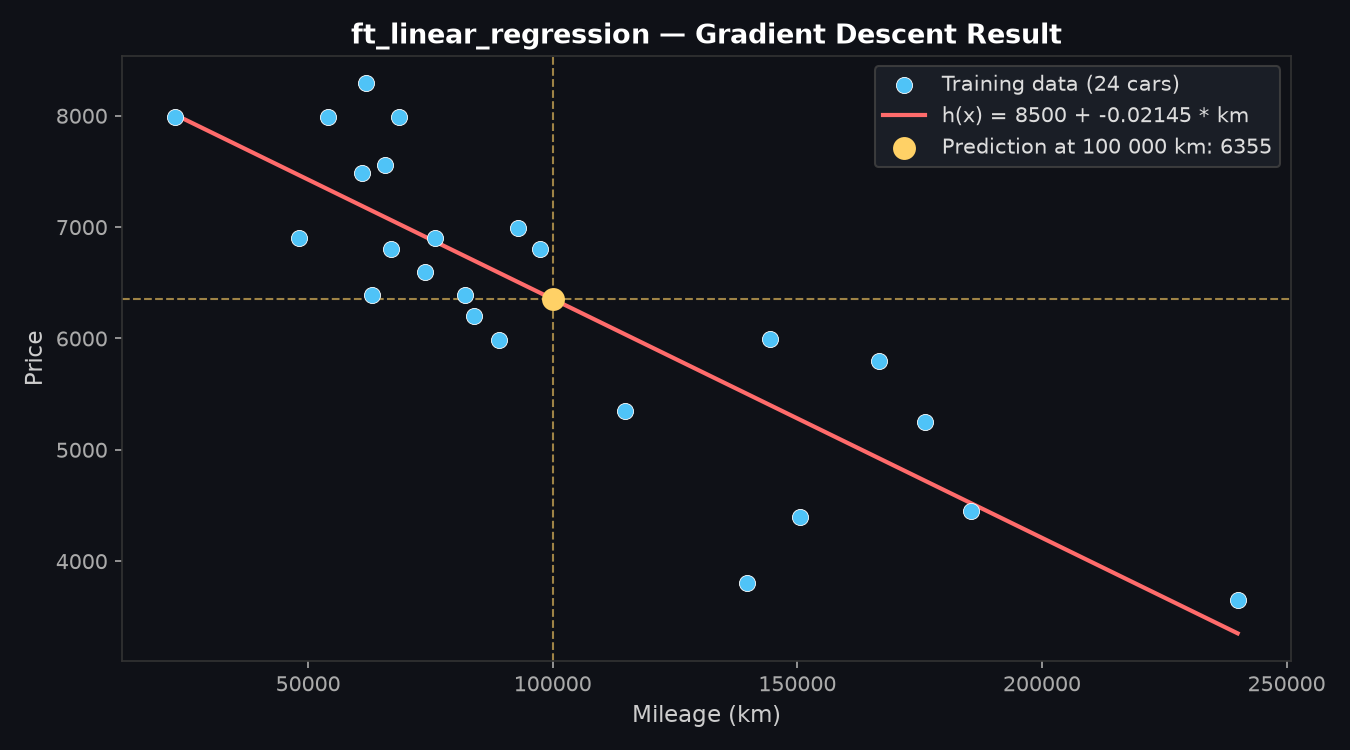 ft_linear_regression — Gradient Descent Result
Training data (24 cars)
h(x) = 8500 + -0.02145 * km
Prediction at 100 000 km: 6355
8000
7000
6000
5000
4000
Price
50000 100000 150000 200000 250000
Mileage (km)